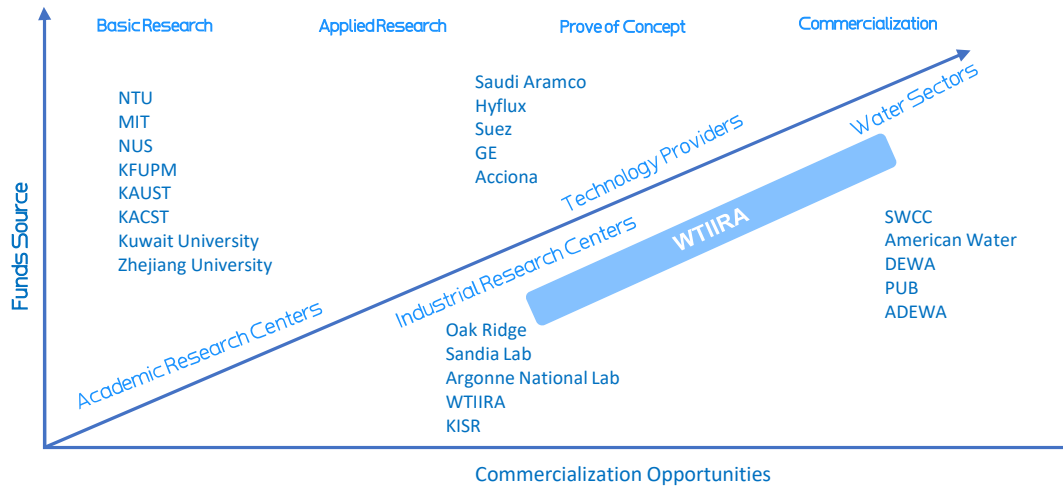 Basic Research
Applied Research
Prove of Concept
Commercialization
NTU
MIT
NUS
KFUPM
KAUST
KACST
Kuwait University
Zhejiang University
Saudi Aramco
Hyflux
Suez
GE
Acciona
Water Sectors
Technology Providers
Industrial Research Centers
Academic Research Centers
WTIIRA
SWCC
American Water
DEWA
PUB
ADEWA
Oak Ridge
Sandia Lab
Argonne National Lab
WTIIRA
KISR
Funds Source
Commercialization Opportunities